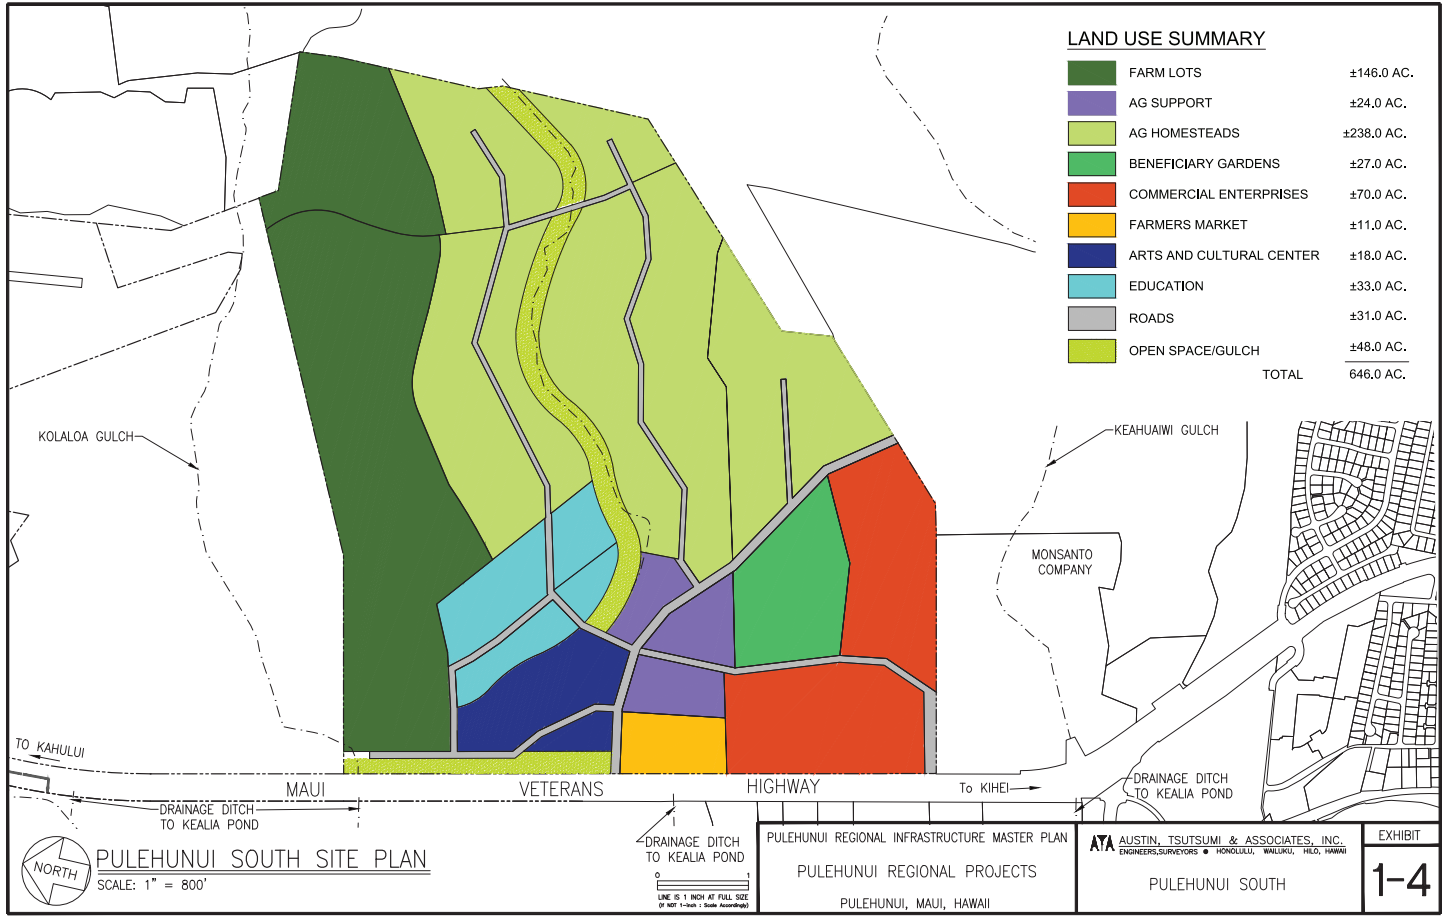 LAND USE SUMMARY
FARM LOTS ±146.0 AC.
AG SUPPORT ±24.0 AC.
AG HOMESTEADS ±238.0 AC.
BENEFICIARY GARDENS ±27.0 AC.
COMMERCIAL ENTERPRISES ±70.0 AC.
FARMERS MARKET ±11.0 AC.
ARTS AND CULTURAL CENTER ±18.0 AC.
EDUCATION ±33.0 AC.
ROADS ±31.0 AC.
OPEN SPACE/GULCH ±48.0 AC.
TOTAL 646.0 AC.
KOLALOA GULCH
KEAHUAIWI GULCH
MONSANTO
COMPANY
TO KAHULUI
MAUI VETERANS HIGHWAY
To KIHEI
DRAINAGE DITCH
TO KEALIA POND
DRAINAGE DITCH
TO KEALIA POND
DRAINAGE DITCH
TO KEALIA POND
NORTH
PULEHUNUI SOUTH SITE PLAN
SCALE: 1" = 800'
0 1
LINE IS 1 INCH AT FULL SIZE
(IF NOT 1-inch : Scale Accordingly)
PULEHUNUI REGIONAL INFRASTRUCTURE MASTER PLAN
PULEHUNUI REGIONAL PROJECTS
PULEHUNUI, MAUI, HAWAII
ATA AUSTIN, TSUTSUMI & ASSOCIATES, INC.
ENGINEERS,SURVEYORS ● HONOLULU, WAILUKU, HILO, HAWAII
PULEHUNUI SOUTH
EXHIBIT
1-4